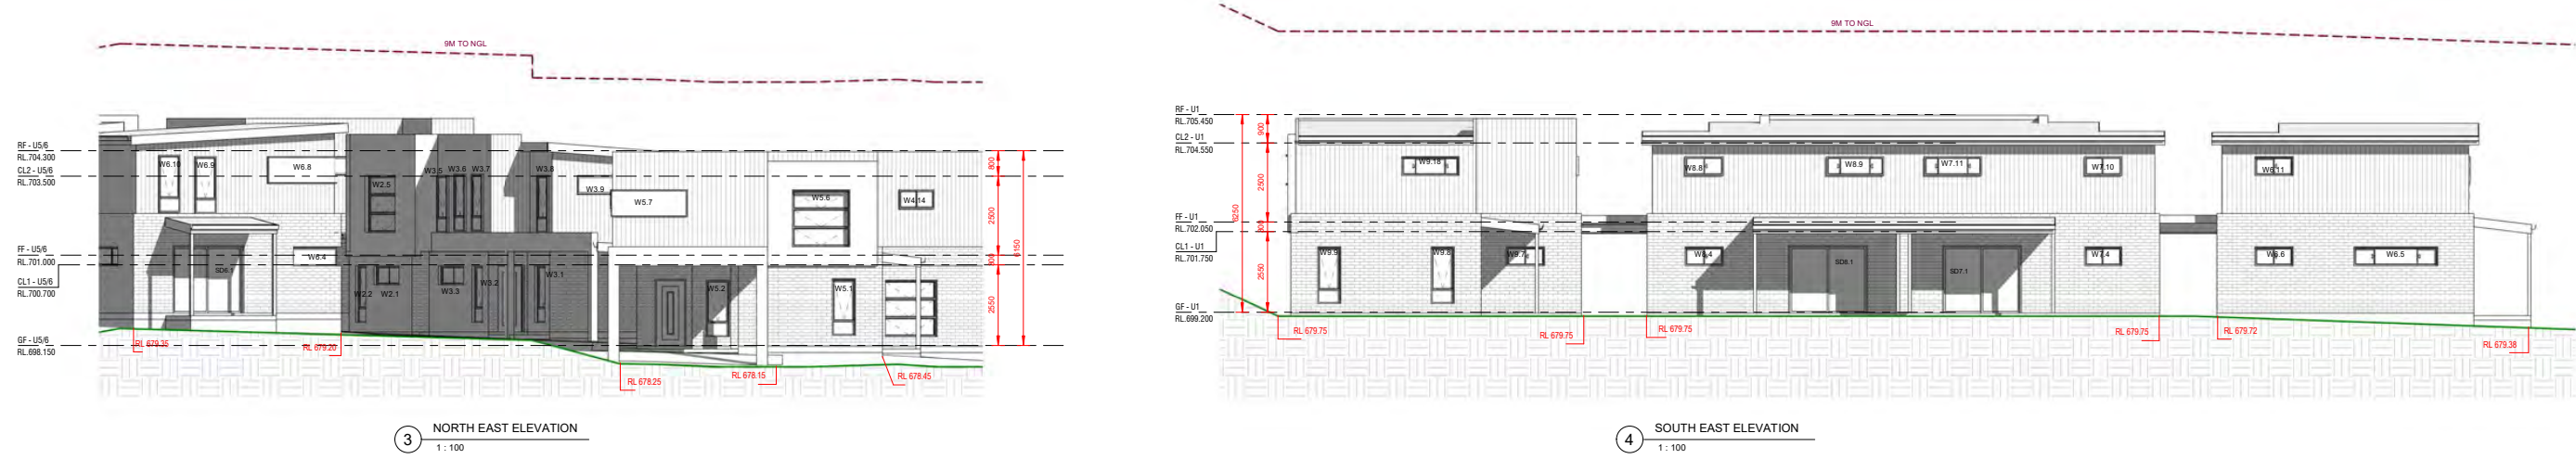 9M TO NGL
RF - U5/6
RL.704.300
CL2 - U5/6
RL.703.500
FF - U5/6
RL.701.000
CL1 - U5/6
RL.700.700
GF - U5/6
RL.698.150
W6.10
W6.9
W6.8
W2.5
W3.5
W3.6
W3.7
W3.8
W3.9
W5.7
W5.6
W4.14
SD6.1
W6.4
W2.2
W2.1
W3.3
W3.2
W3.1
W5.2
W5.1
800
2500
300
2550
6150
RL 679.35
RL 679.20
RL 678.25
RL 678.15
RL 678.45
3
NORTH EAST ELEVATION
1 : 100
9M TO NGL
RF - U1
RL.705.450
CL2 - U1
RL.704.550
FF - U1
RL.702.050
CL1 - U1
RL.701.750
GF - U1
RL.699.200
900
2500
300
2550
6250
W9.18
W8.8
W8.9
W7.11
W7.10
W6.11
W9.9
W9.8
W9.7
W8.4
SD8.1
SD7.1
W7.4
W6.6
W6.5
RL 679.75
RL 679.75
RL 679.75
RL 679.75
RL 679.72
RL 679.38
4
SOUTH EAST ELEVATION
1 : 100